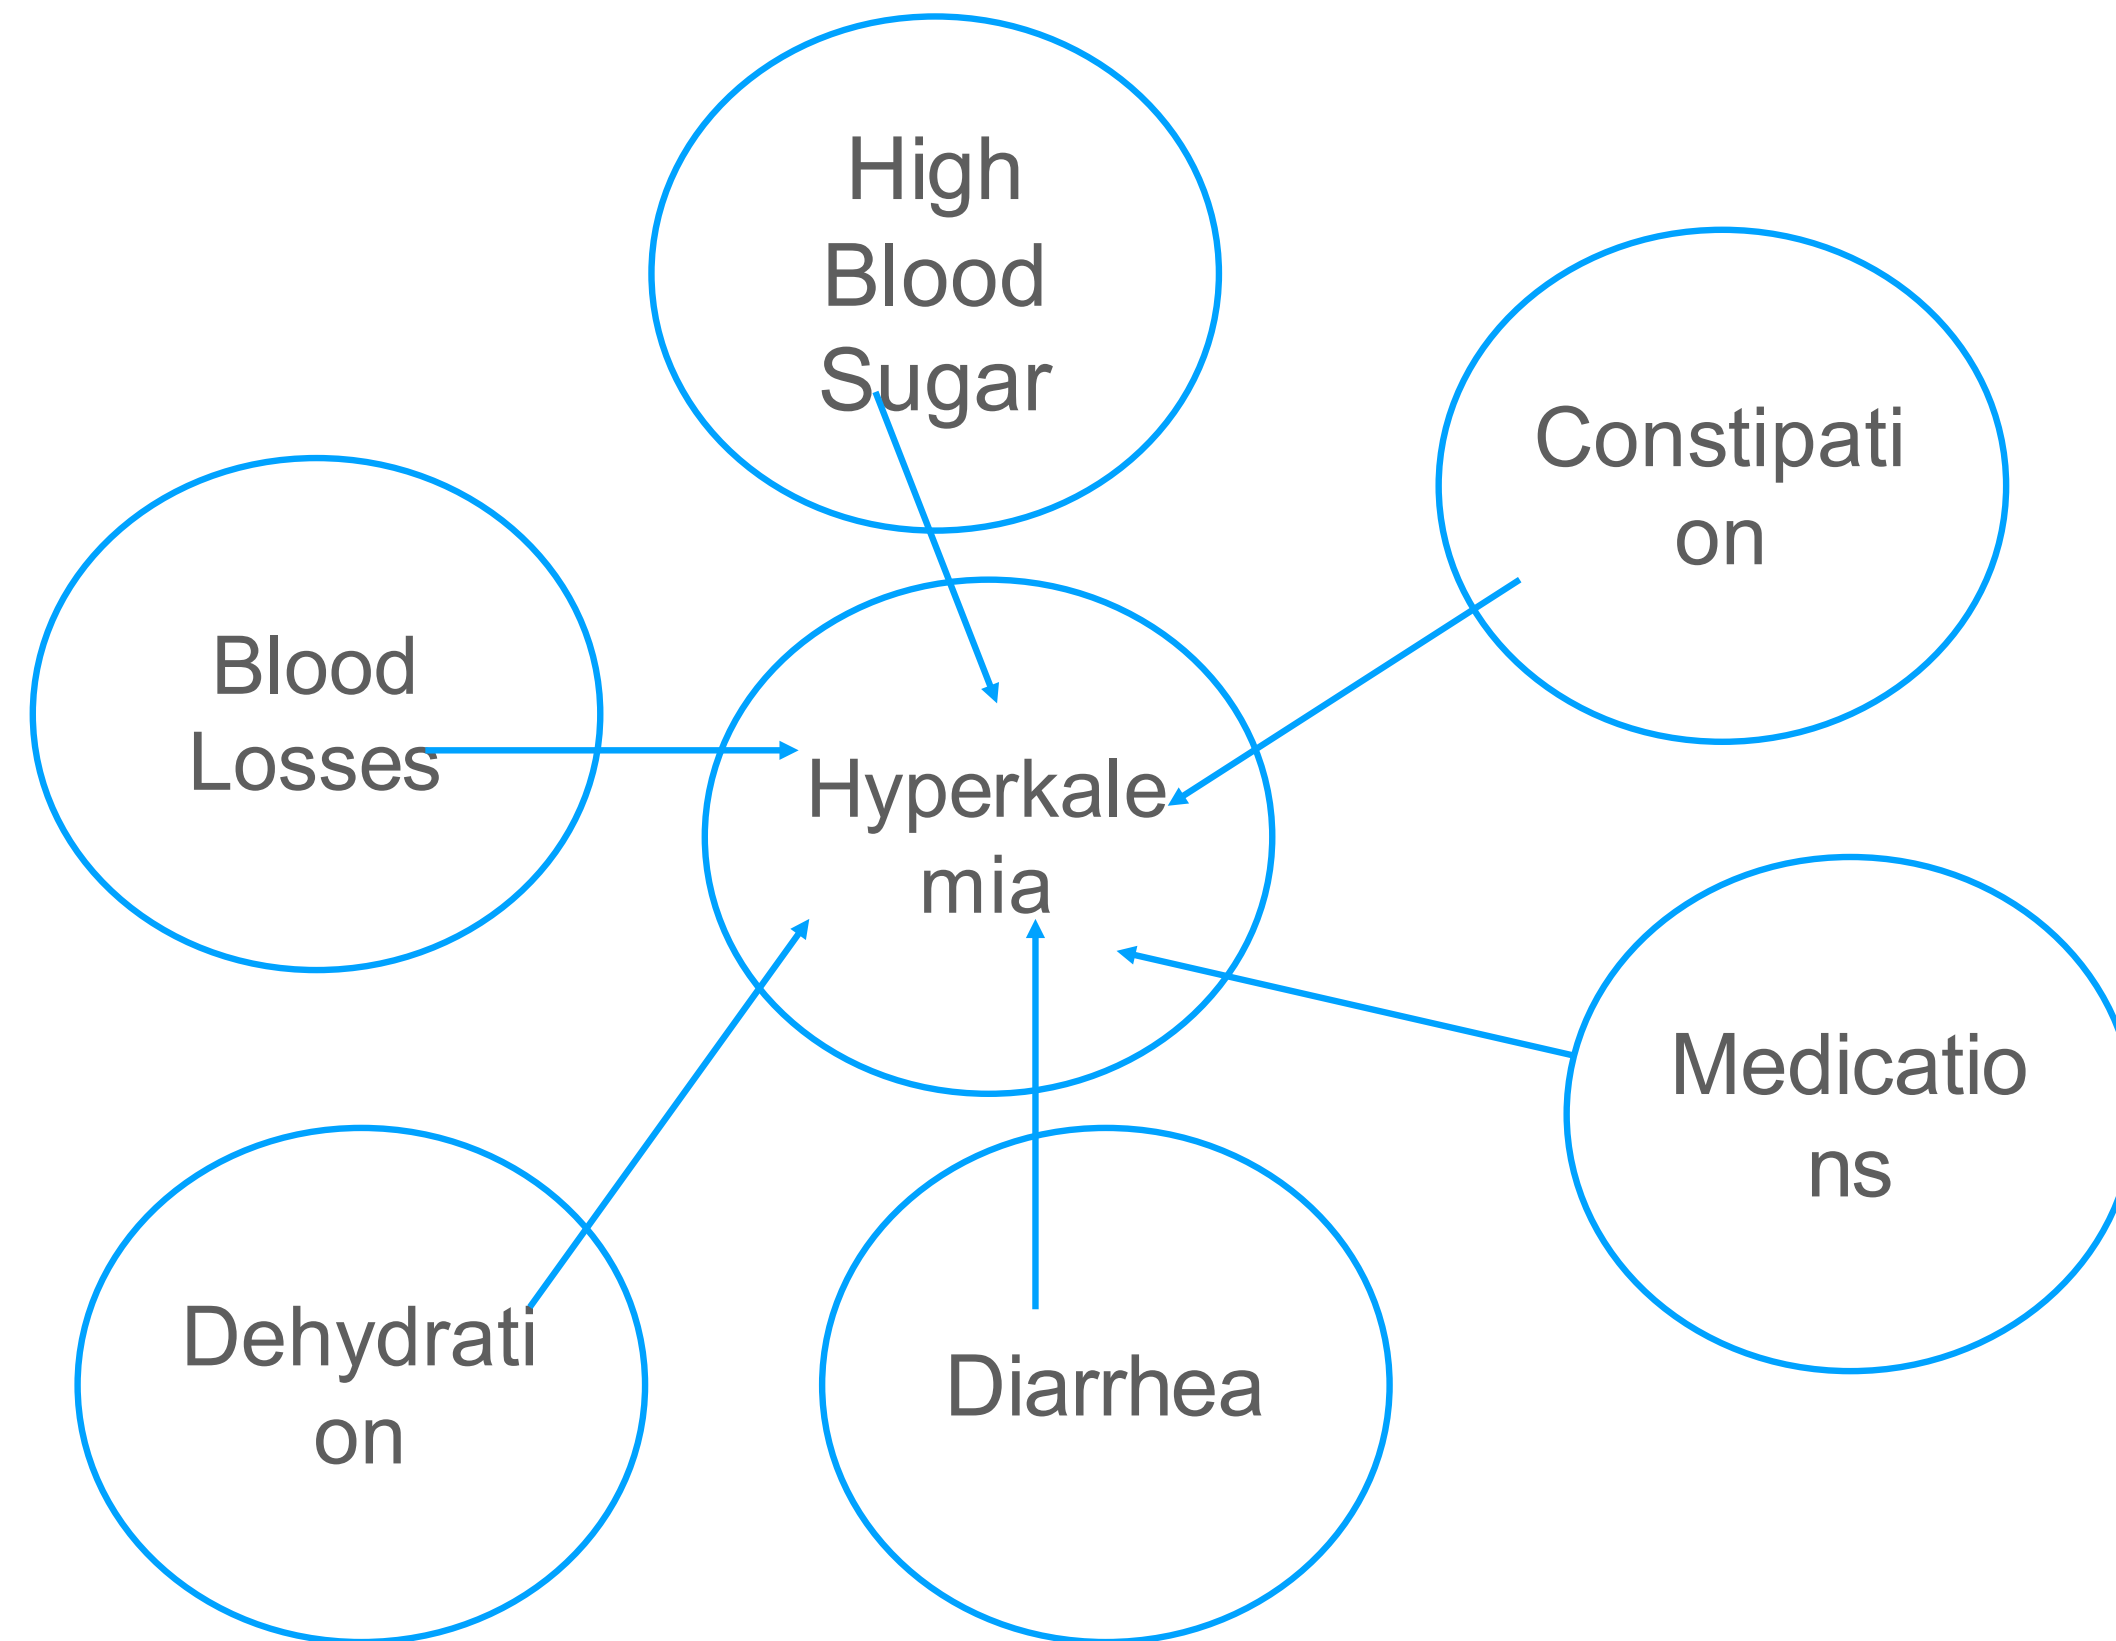 High
Blood
Sugar
Constipati
on
Blood
Losses
Hyperkale
mia
Medicatio
ns
Dehydrati
on
Diarrhea